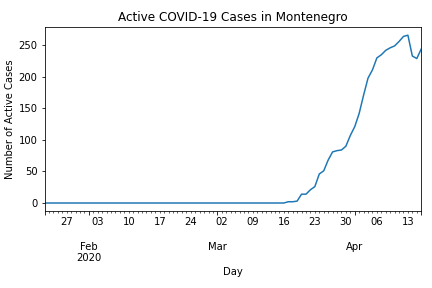 Active COVID-19 Cases in Montenegro
Number of Active Cases
250
200
150
100
50
0
27 03 10 17 24 02 09 16 23 30 06 13
Feb Mar Apr
2020
Day